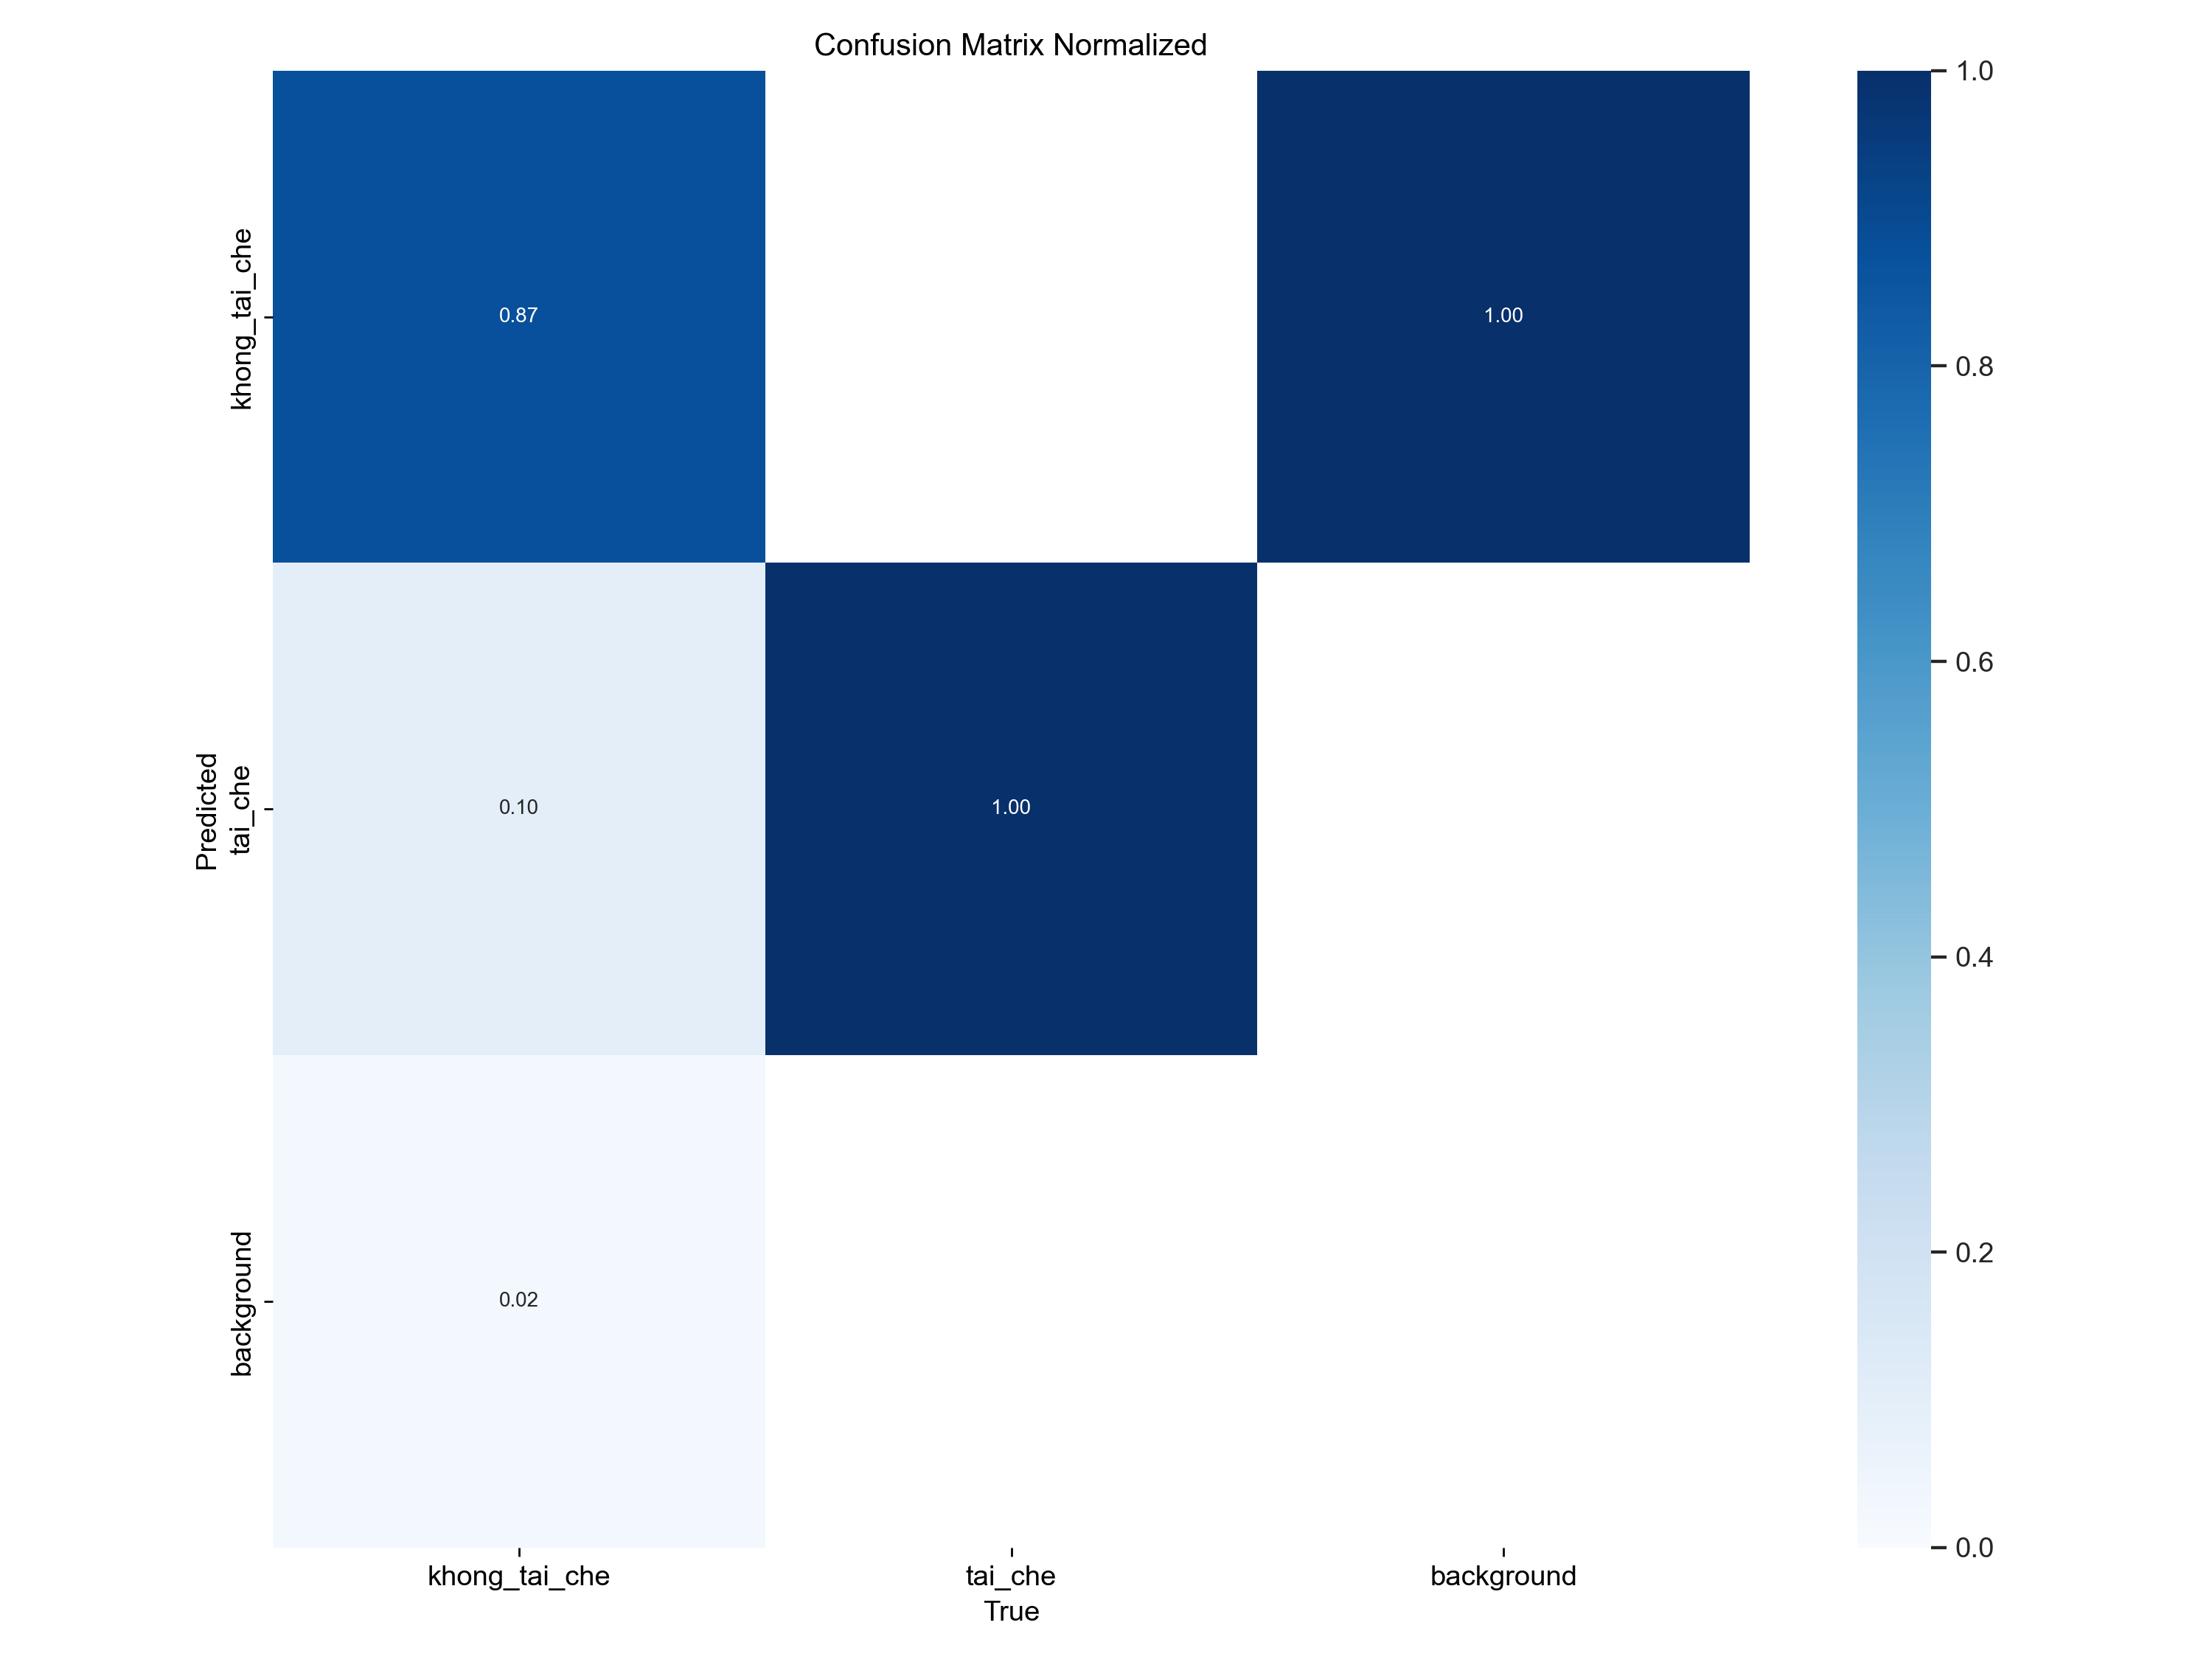 Confusion Matrix Normalized
khong_tai_che
0.87
1.00
Predicted
tai_che
0.10
1.00
background
0.02
khong_tai_che
tai_che
background
True
1.0
0.8
0.6
0.4
0.2
0.0